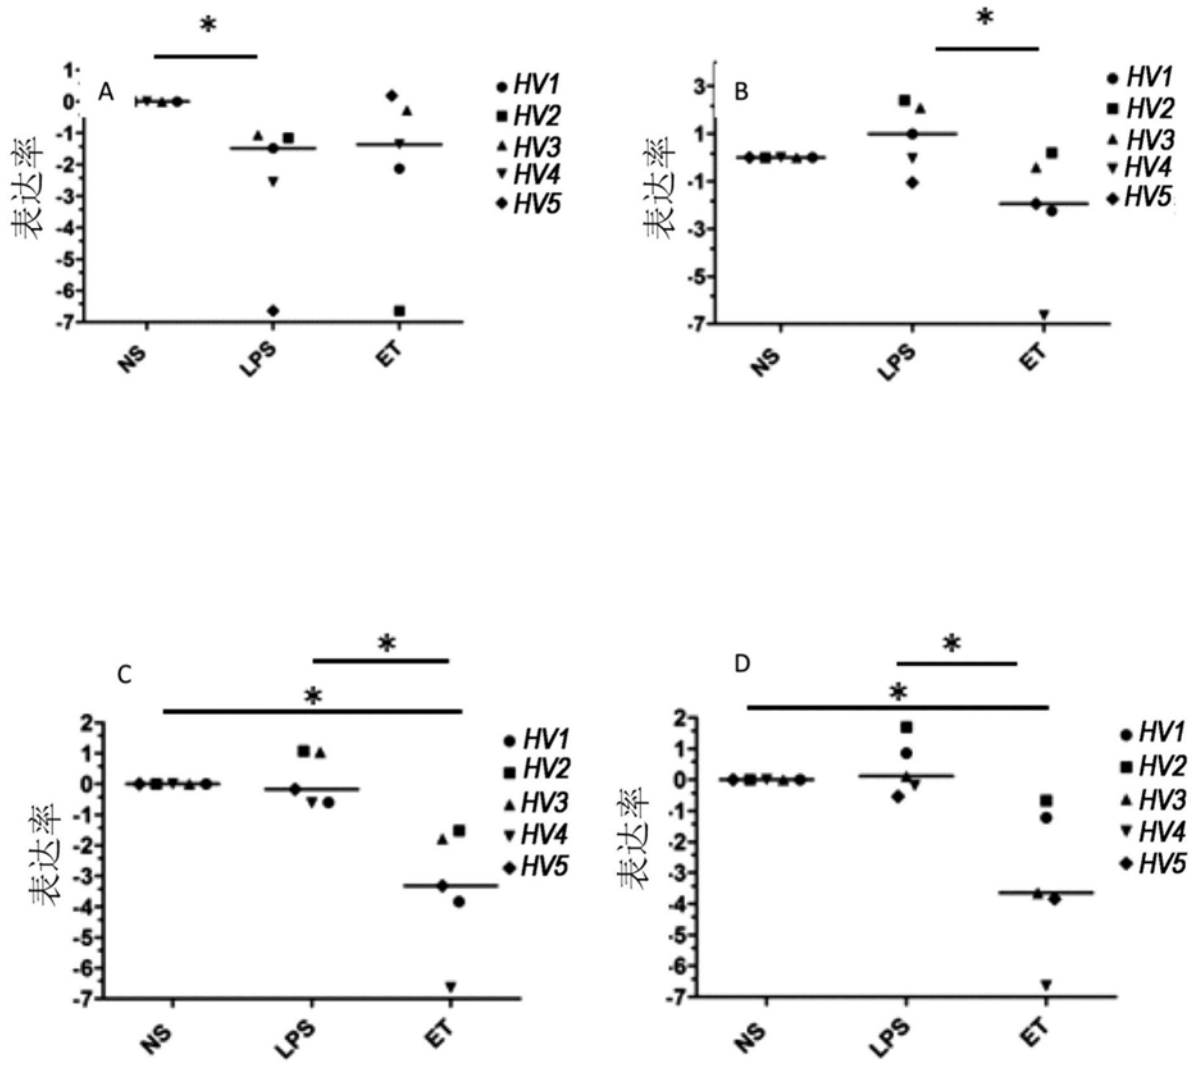 *
A
1
0
-1
-2
-3
-4
-5
-6
-7
表达率
NS
LPS
ET
HV1
HV2
HV3
HV4
HV5
*
B
3
1
-1
-3
-5
-7
表达率
NS
LPS
ET
HV1
HV2
HV3
HV4
HV5
*
C
*
2
1
0
-1
-2
-3
-4
-5
-6
-7
表达率
NS
LPS
ET
HV1
HV2
HV3
HV4
HV5
*
D
*
2
1
0
-1
-2
-3
-4
-5
-6
-7
表达率
NS
LPS
ET
HV1
HV2
HV3
HV4
HV5